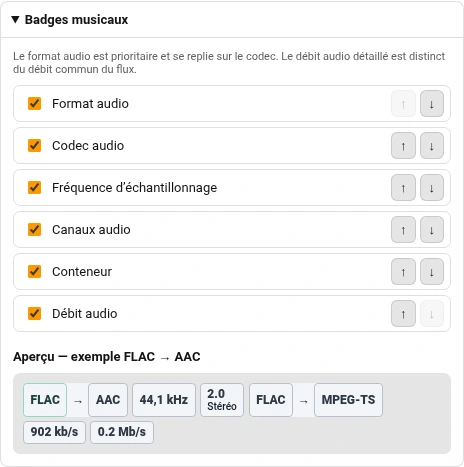 ▼ Badges musicaux
Le format audio est prioritaire et se replie sur le codec. Le débit audio détaillé est distinct
du débit commun du flux.
Format audio ↑ ↓
Codec audio ↑ ↓
Fréquence d’échantillonnage ↑ ↓
Canaux audio ↑ ↓
Conteneur ↑ ↓
Débit audio ↑ ↓
Aperçu — exemple FLAC → AAC
FLAC → AAC 44,1 kHz 2.0 Stéréo FLAC → MPEG-TS
902 kb/s 0.2 Mb/s